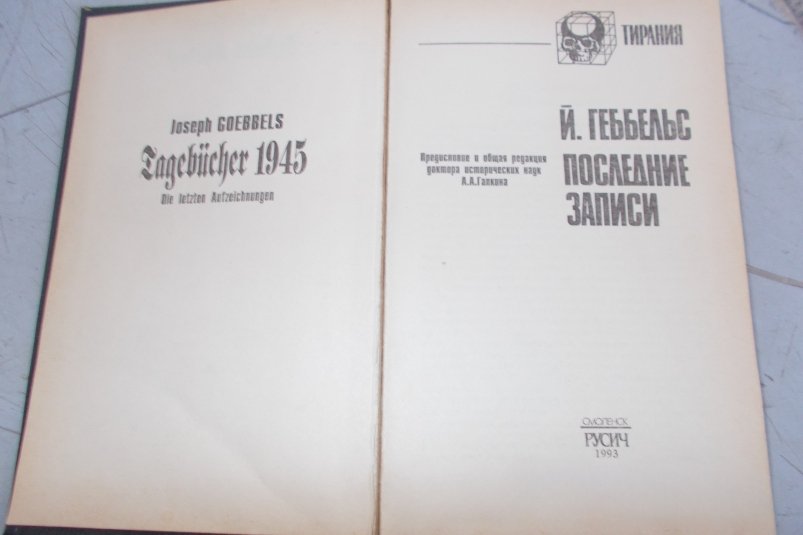 Joseph GOEBBELS
Tagebücher 1945
Die letzten Aufzeichnungen
ТИРАНИЯ
Й. ГЕББЕЛЬС
ПОСЛЕДНИЕ
ЗАПИСИ
Предисловие и общая редакция
доктора исторических наук
А.А.Галкина
СМОЛЕНСК
РУСИЧ
1993